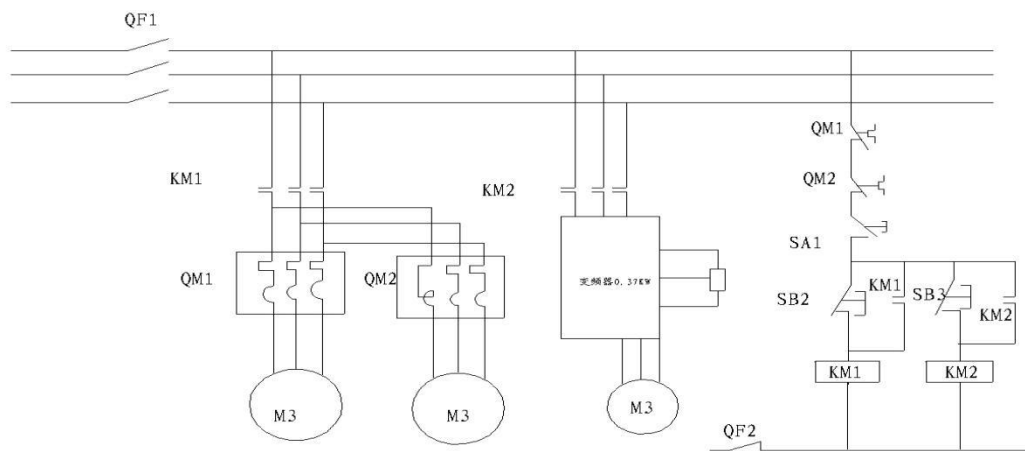 QF1
QM1
KM1
KM2
QM2
SA1
QM1
QM2
变频器0.37KW
SB2
KM1
SB3
KM2
KM1
KM2
M3
M3
M3
QF2